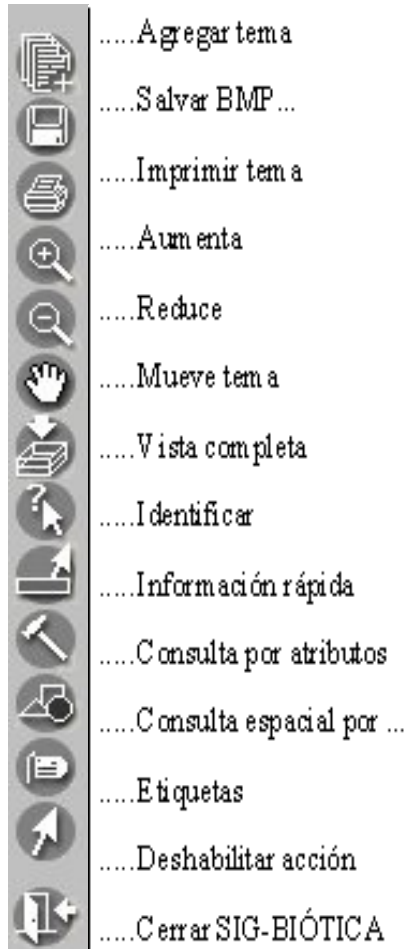 .....Agregar tema
.....Salvar BMP...
.....Imprimir tema
.....Aumenta
.....Reduce
.....Mueve tema
.....Vista completa
.....Identificar
.....Información rápida
.....Consulta por atributos
.....Consulta espacial por ...
.....Etiquetas
.....Deshabilitar acción
.....Cerrar SIG-BIÓTICA